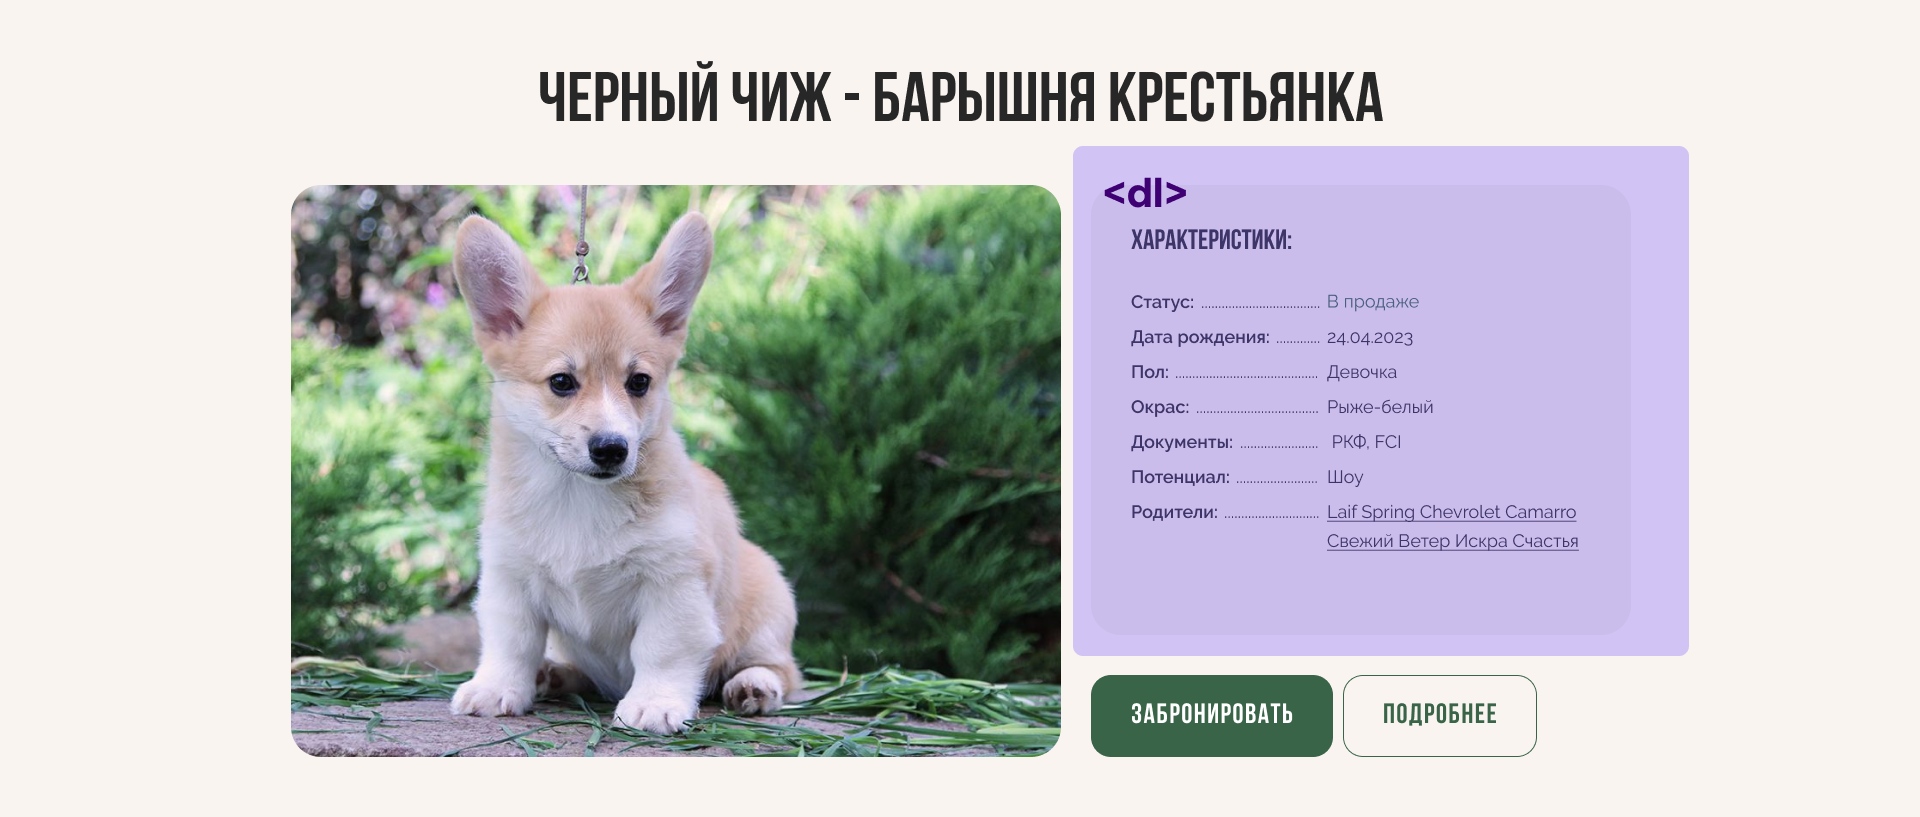 ЧЕРНЫЙ ЧИЖ - БАРЫШНЯ КРЕСТЬЯНКА
<dl>
ХАРАКТЕРИСТИКИ:
Статус: ........ В продаже
Дата рождения: ........ 24.04.2023
Пол: ........ Девочка
Окрас: ........ Рыже-белый
Документы: ........ РКФ, FCI
Потенциал: ........ Шоу
Родители: ........ Laif Spring Chevrolet Camarro
Свежий Ветер Искра Счастья
ЗАБРОНИРОВАТЬ ПОДРОБНЕЕ